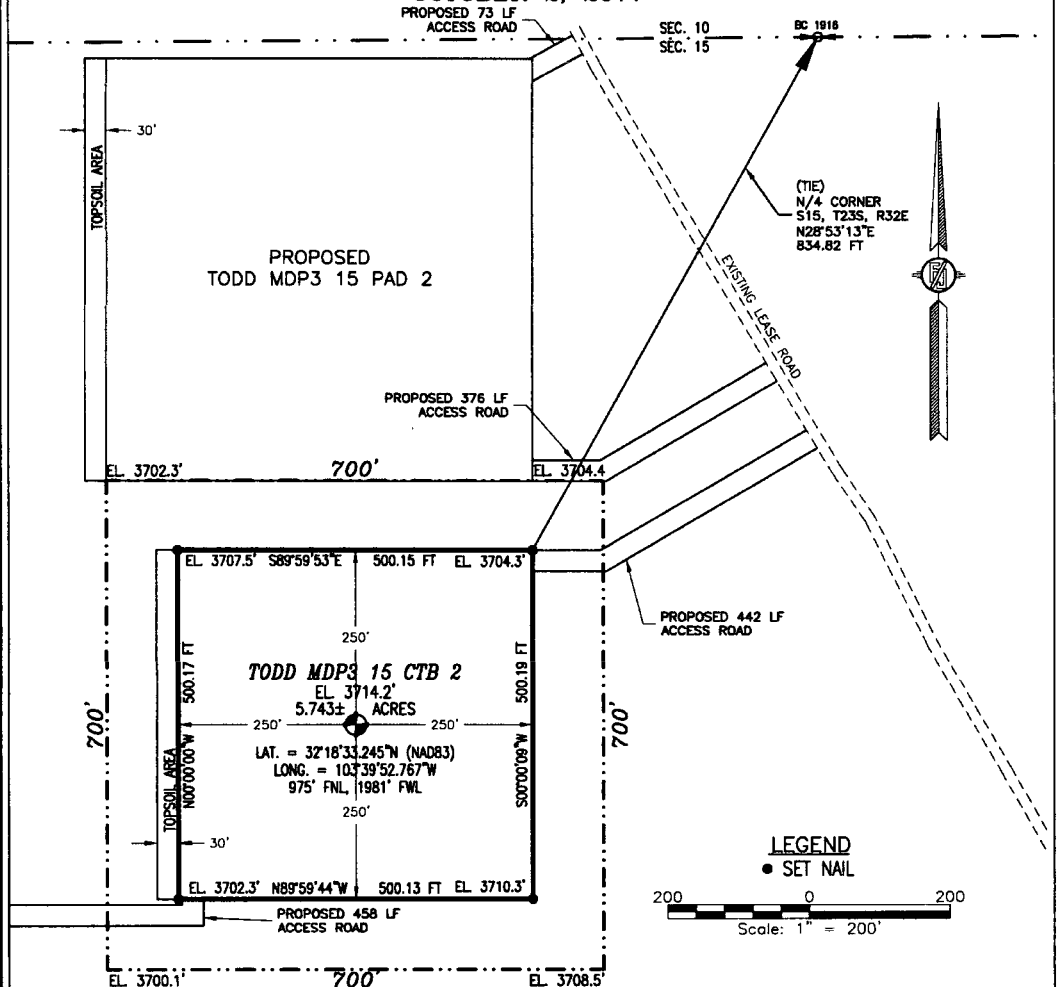 PROPOSED 73 LF
ACCESS ROAD
SEC. 10
SEC. 15
BC 1916
30'
TOPSOIL AREA
(TIE)
N/4 CORNER
S15, T23S, R32E
N28°53'13"E
834.82 FT
PROPOSED
TODD MDP3 15 PAD 2
EXISTING LEASE ROAD
PROPOSED 376 LF
ACCESS ROAD
EL. 3702.3'
700'
EL. 3704.4
EL. 3707.5'
S89°59'53"E
500.15 FT
EL. 3704.3'
PROPOSED 442 LF
ACCESS ROAD
250'
TODD MDP3 15 CTB 2
EL. 3714.2'
5.743± ACRES
250'
250'
LAT. = 32°18'33.245"N (NAD83)
LONG. = 103°39'52.767"W
975' FNL, 1981' FWL
250'
700'
TOPSOIL AREA
N00°00'00"W
500.17 FT
S00°00'09"W
500.19 FT
700'
30'
EL. 3702.3'
N89°59'44"W
500.13 FT
EL. 3710.3'
PROPOSED 458 LF
ACCESS ROAD
LEGEND
SET NAIL
200
0
200
Scale: 1" = 200'
EL. 3700.1'
700'
EL. 3708.5'